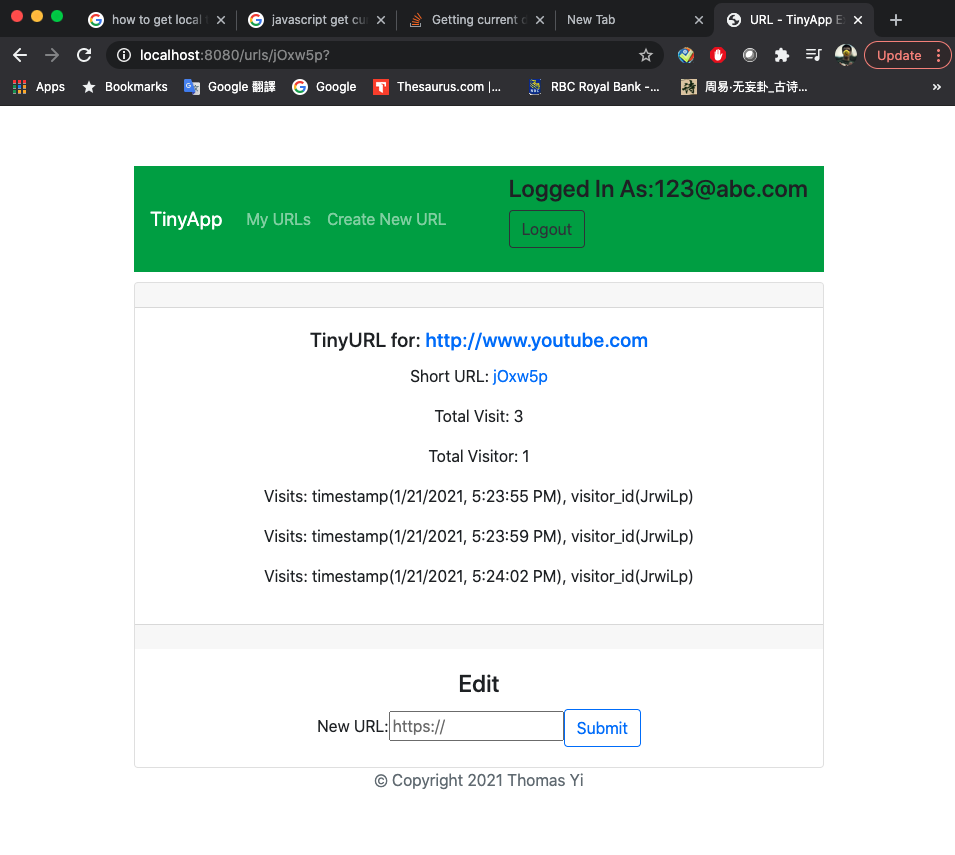 how to get local
javascript get cu
Getting current d
New Tab
URL - TinyApp E
localhost:8080/urls/jOxw5p?
Update
Apps
Bookmarks
Google 翻譯
Google
Thesaurus.com |...
RBC Royal Bank -...
周易·无妄卦_古诗...
»
TinyApp
My URLs
Create New URL
Logged In As:123@abc.com
Logout
TinyURL for: http://www.youtube.com
Short URL: jOxw5p
Total Visit: 3
Total Visitor: 1
Visits: timestamp(1/21/2021, 5:23:55 PM), visitor_id(JrwiLp)
Visits: timestamp(1/21/2021, 5:23:59 PM), visitor_id(JrwiLp)
Visits: timestamp(1/21/2021, 5:24:02 PM), visitor_id(JrwiLp)
Edit
New URL: https:// Submit
© Copyright 2021 Thomas Yi